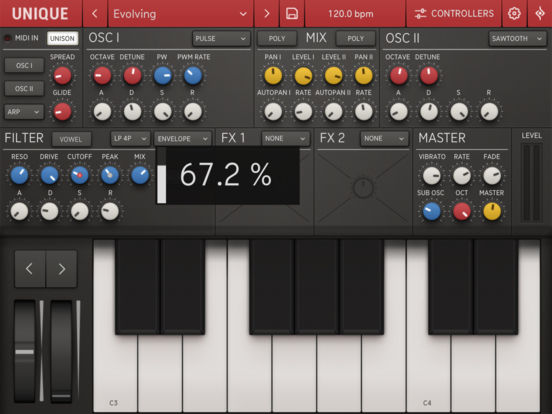 UNIQUE Evolving 120.0 bpm CONTROLLERS
MIDI IN UNISON OSC I PULSE POLY MIX POLY OSC II SAWTOOTH
SPREAD OCTAVE DETUNE PW PWM RATE PAN I LEVEL I LEVEL II PAN II OCTAVE DETUNE
OSC I
OSC II GLIDE A D S R AUTOPAN I RATE AUTOPAN II RATE A D S R
ARP
FILTER VOWEL LP 4P ENVELOPE FX 1 NONE FX 2 NONE MASTER LEVEL
RESO DRIVE CUTOFF PEAK MIX VIBRATO RATE FADE
67.2 %
A D S R SUB OSC OCT MASTER
C3 C4